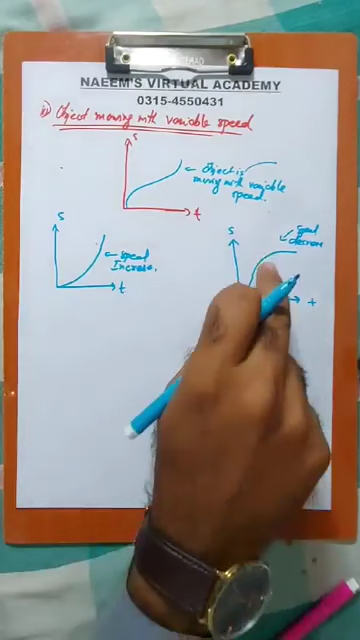 NAEEM'S VIRTUAL ACADEMY
0315-4550431
Object moving with variable speed
S
Object is
moving with variable
speed.
t
S
Speed
Increase.
t
S
Speed
decrease
t